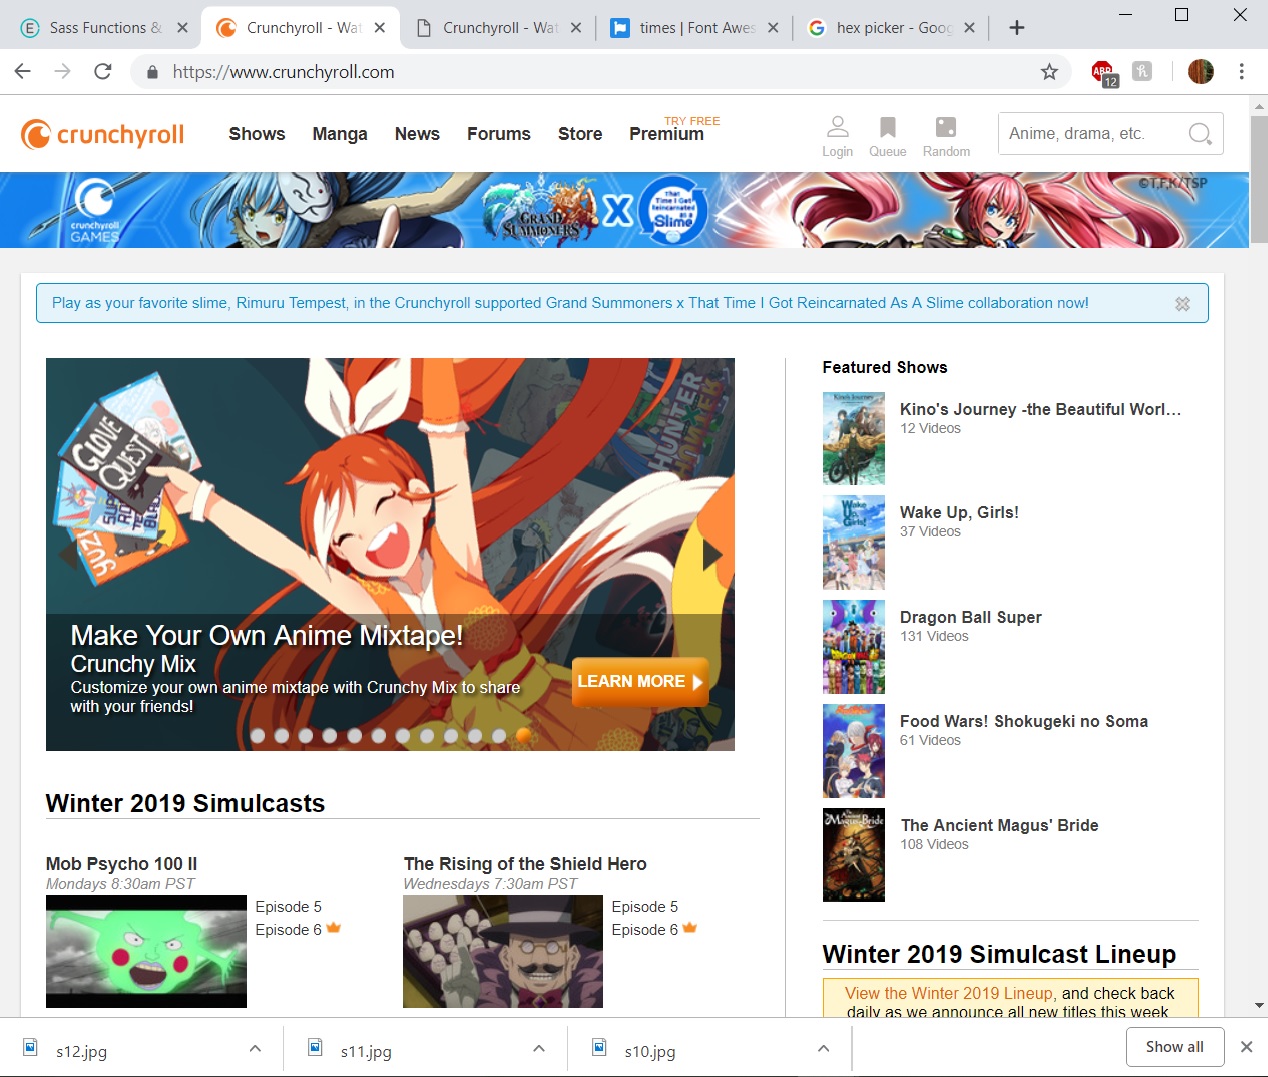 Sass Functions &
Crunchyroll - Wat
Crunchyroll - Wat
times | Font Awes
hex picker - Goog
https://www.crunchyroll.com
ABP
12
crunchyroll
Shows
Manga
News
Forums
Store
TRY FREE
Premium
Login
Queue
Random
Anime, drama, etc.
crunchyroll
GAMES
GRAND
SUMMONERS
X
That
Time I Got
Reincarnated
as a
Slime
©T,F,K/TSP
Play as your favorite slime, Rimuru Tempest, in the Crunchyroll supported Grand Summoners x That Time I Got Reincarnated As A Slime collaboration now!
GLOVE
QUEST
HUNTER
Make Your Own Anime Mixtape!
Crunchy Mix
Customize your own anime mixtape with Crunchy Mix to share
with your friends!
LEARN MORE
Featured Shows
Kino's Journey
Kino's Journey -the Beautiful Worl...
12 Videos
Wake Up,
Girls!
Wake Up, Girls!
37 Videos
Dragon Ball Super
131 Videos
Food Wars! Shokugeki no Soma
61 Videos
The Ancient
Magus' Bride
The Ancient Magus' Bride
108 Videos
Winter 2019 Simulcasts
Mob Psycho 100 II
Mondays 8:30am PST
Episode 5
Episode 6
The Rising of the Shield Hero
Wednesdays 7:30am PST
Episode 5
Episode 6
Winter 2019 Simulcast Lineup
View the Winter 2019 Lineup, and check back
daily as we announce all new titles this week
s12.jpg
s11.jpg
s10.jpg
Show all